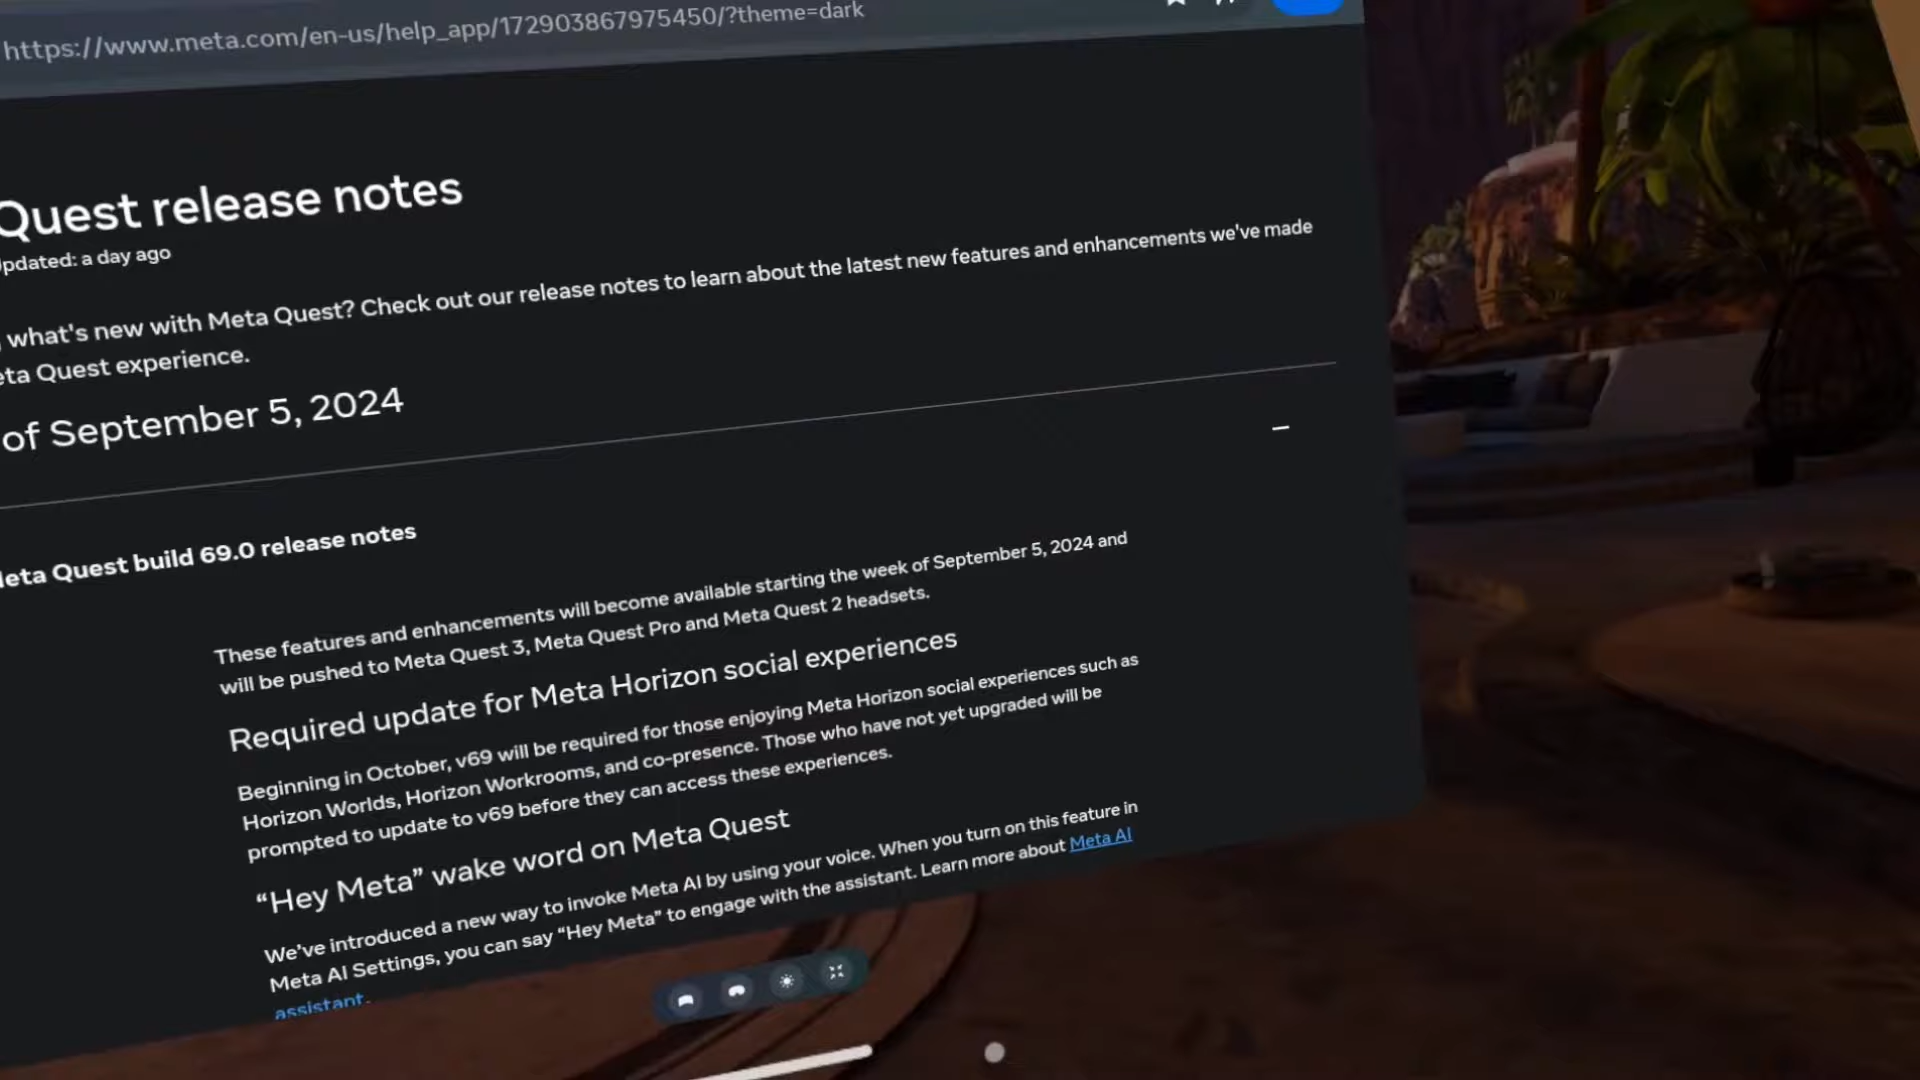 https://www.meta.com/en-us/help_app/172903867975450/?theme=dark
Quest release notes
pdated: a day ago
what's new with Meta Quest? Check out our release notes to learn about the latest new features and enhancements we've made
eta Quest experience.
of September 5, 2024
eta Quest build 69.0 release notes
These features and enhancements will become available starting the week of September 5, 2024 and
will be pushed to Meta Quest 3, Meta Quest Pro and Meta Quest 2 headsets.
Required update for Meta Horizon social experiences
Beginning in October, v69 will be required for those enjoying Meta Horizon social experiences such as
Horizon Worlds, Horizon Workrooms, and co-presence. Those who have not yet upgraded will be
prompted to update to v69 before they can access these experiences.
“Hey Meta” wake word on Meta Quest
We’ve introduced a new way to invoke Meta AI by using your voice. When you turn on this feature in
Meta AI Settings, you can say “Hey Meta” to engage with the assistant. Learn more about Meta AI
assistant.